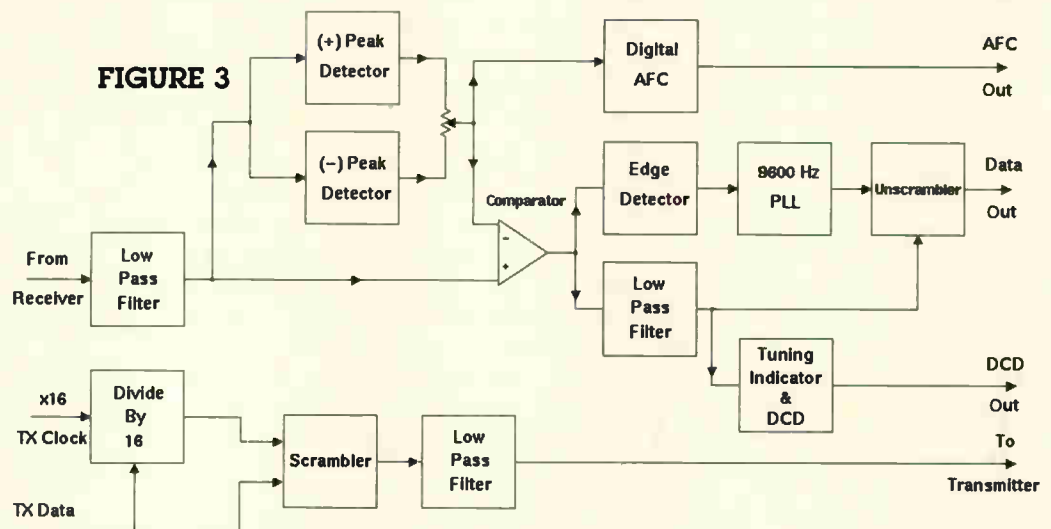 FIGURE 3
(+) Peak
Detector
(−) Peak
Detector
Digital
AFC
AFC
Out
Comparator
-
+
Edge
Detector
9600 Hz
PLL
Unscrambler
Data
Out
From
Receiver
Low
Pass
Filter
Low
Pass
Filter
Tuning
Indicator
&
DCD
DCD
Out
x16
TX Clock
Divide
By
16
Scrambler
Low
Pass
Filter
To
Transmitter
TX Data